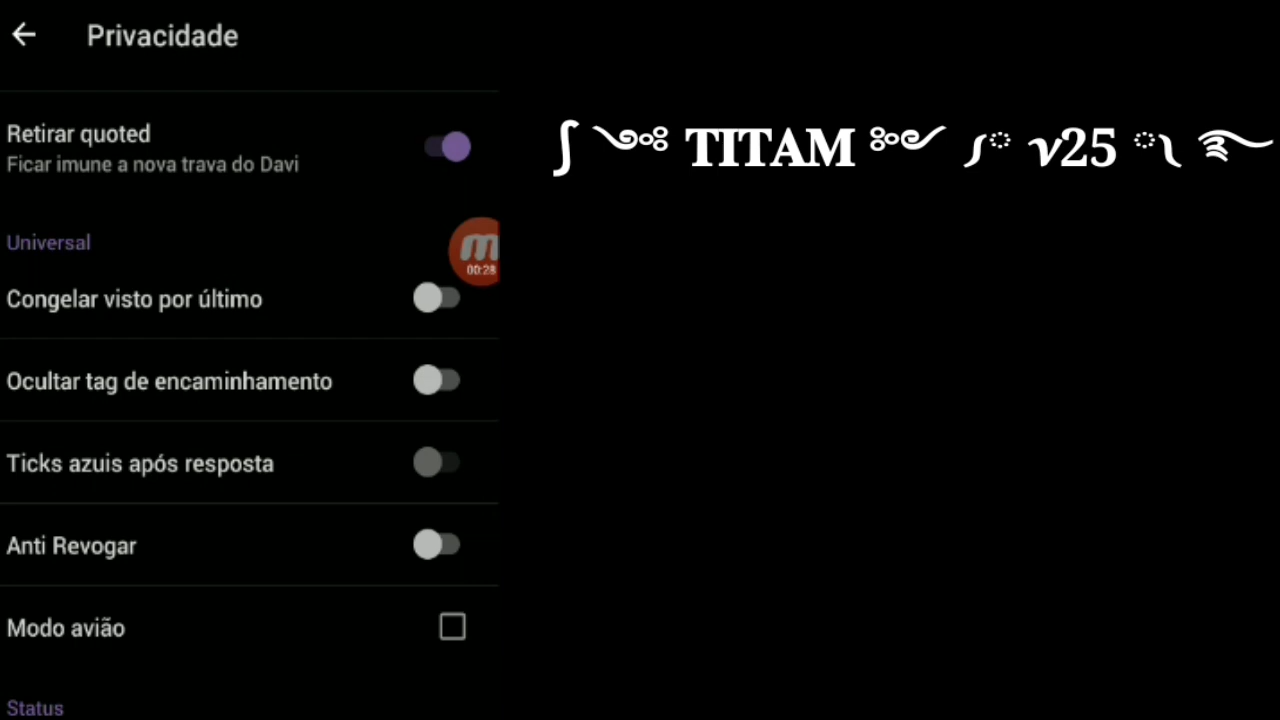 Privacidade
Retirar quoted
Ficar imune a nova trava do Davi
Universal
00:28
Congelar visto por último
Ocultar tag de encaminhamento
Ticks azuis após resposta
Anti Revogar
Modo avião
Status
ʃ ༺ TITAM ༻ v25